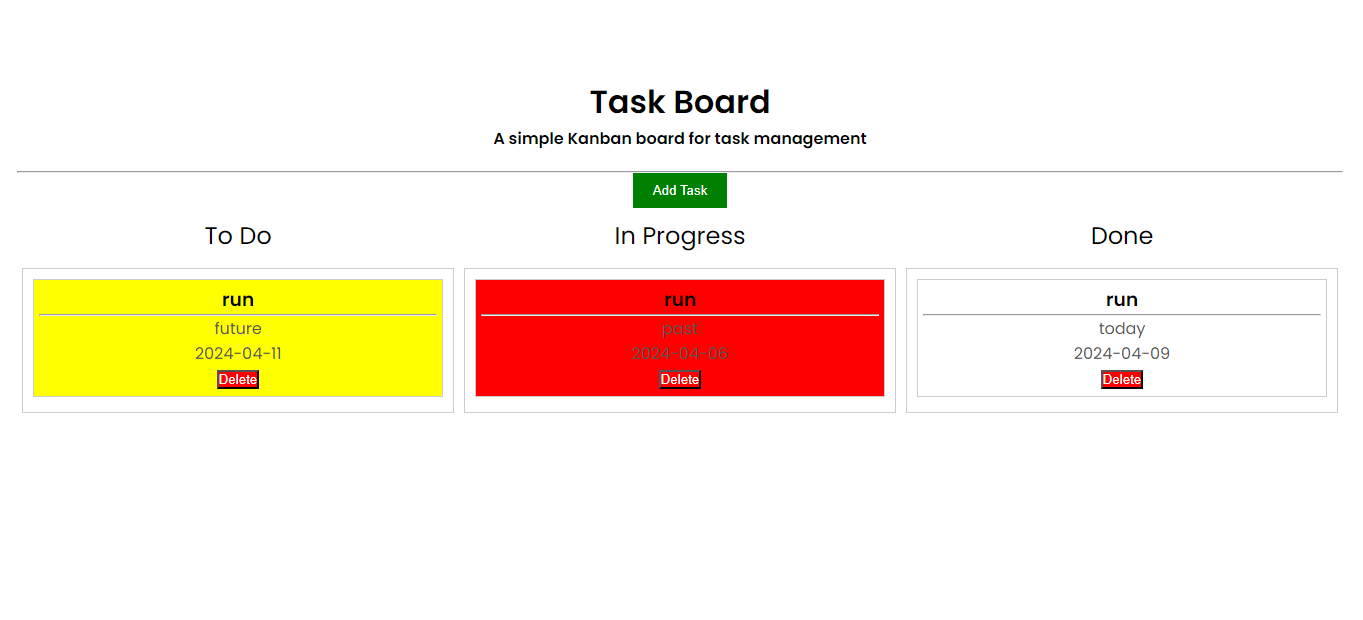 Task Board
A simple Kanban board for task management
Add Task
To Do
run
future
2024-04-11
Delete
In Progress
run
past
2024-04-06
Delete
Done
run
today
2024-04-09
Delete